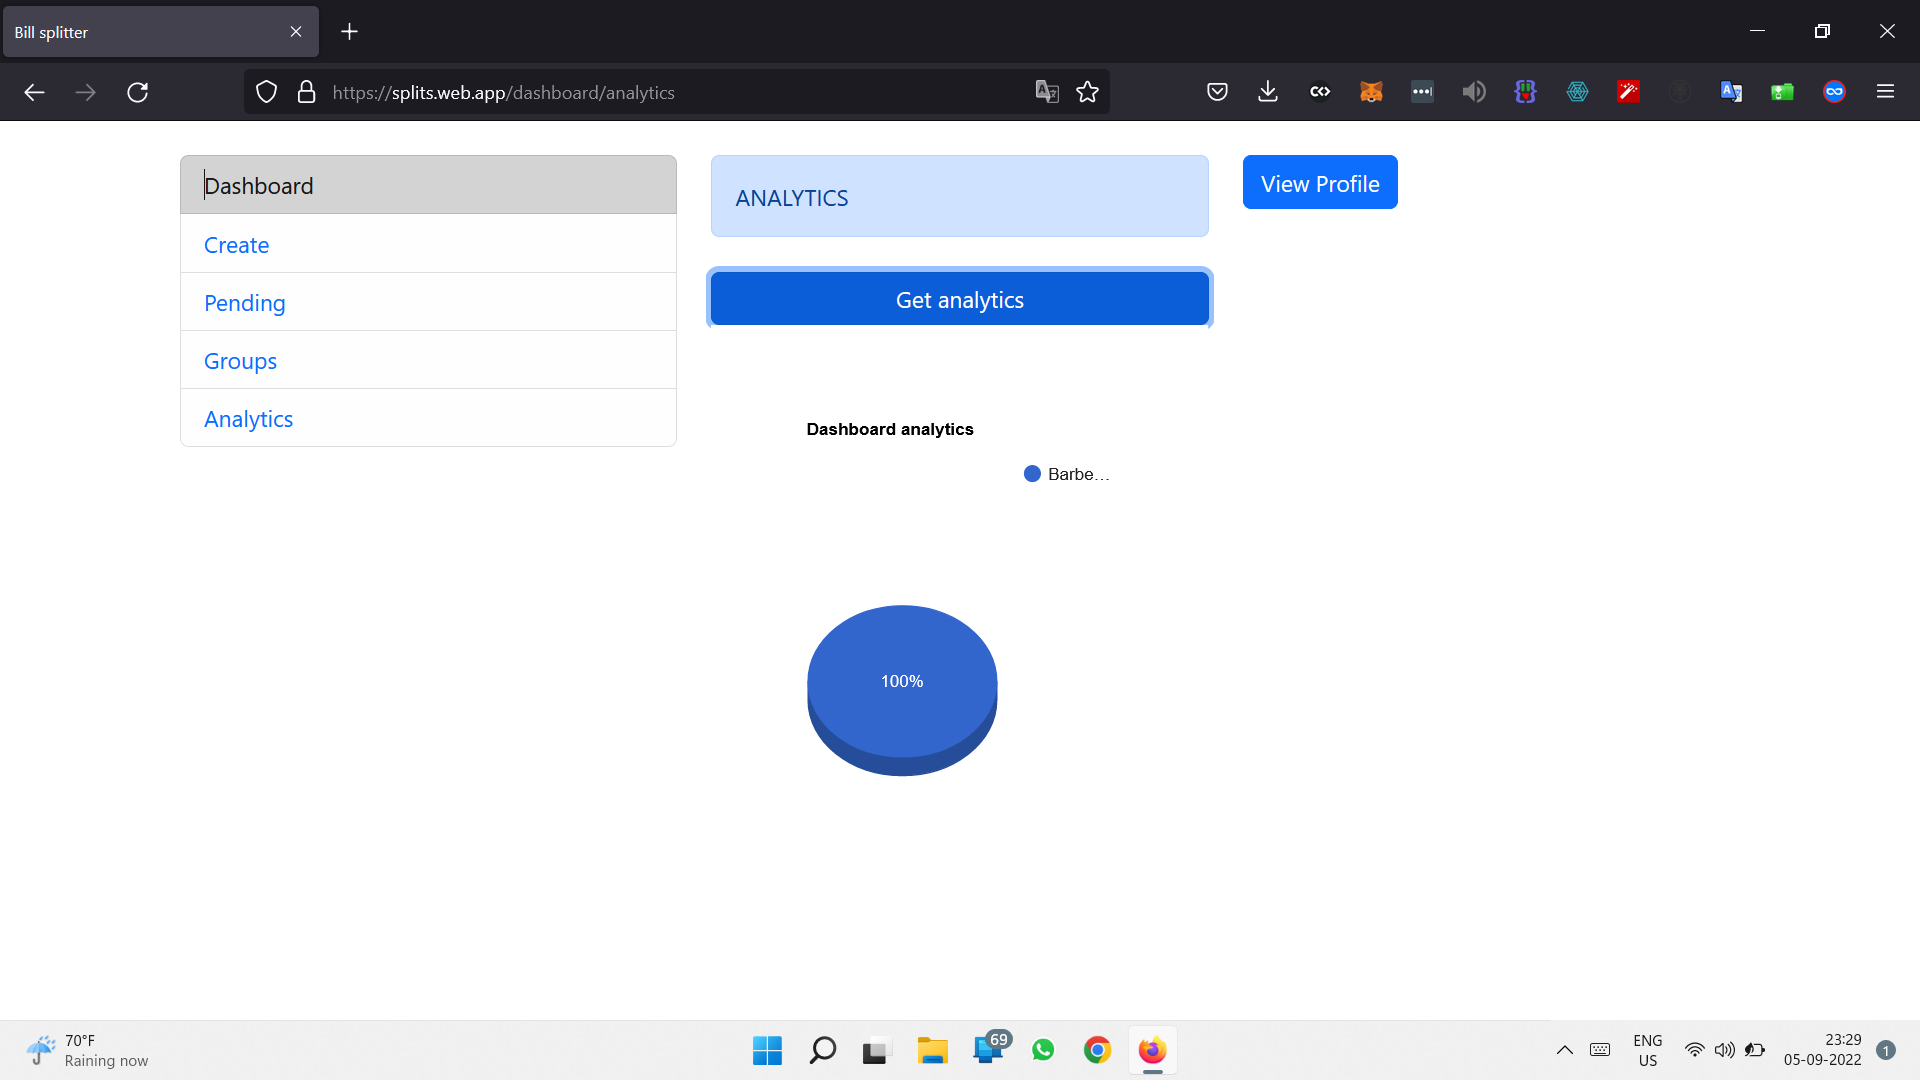 Bill splitter
https://splits.web.app/dashboard/analytics
Dashboard
Create
Pending
Groups
Analytics
ANALYTICS
Get analytics
View Profile
Dashboard analytics
Barbe...
100%
70°F
Raining now
69
ENG
US
23:29
05-09-2022
1